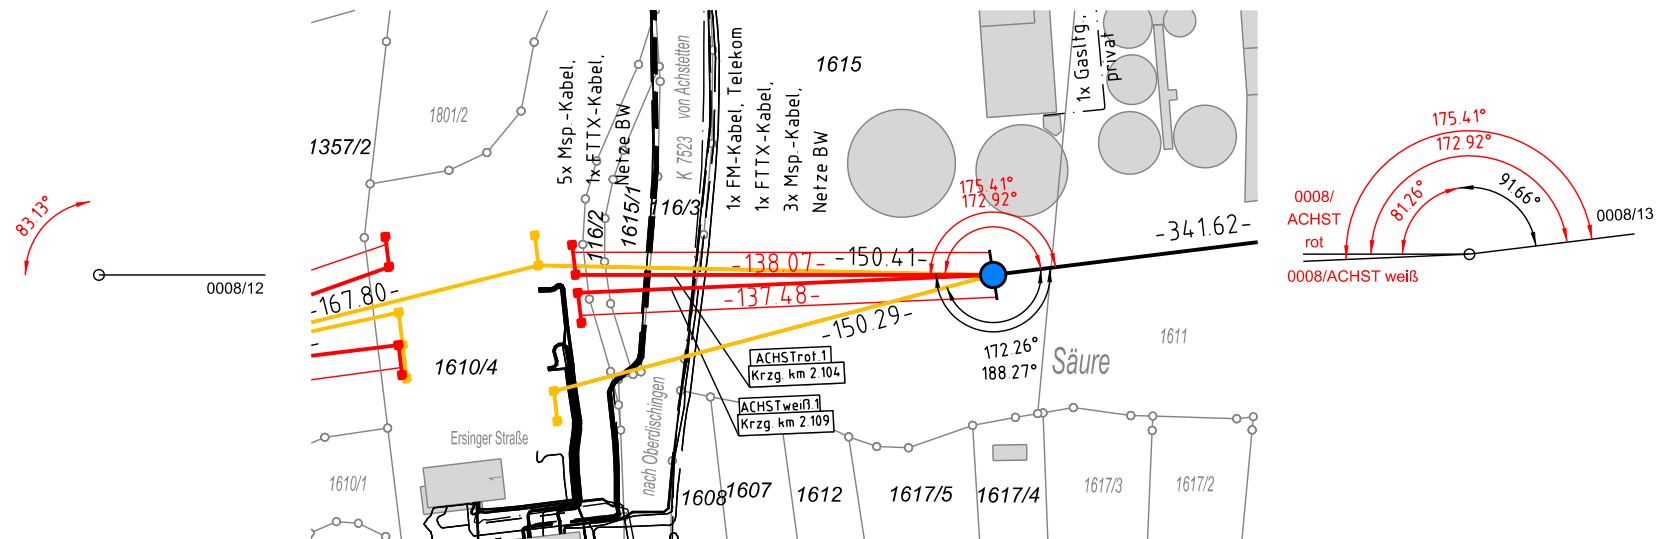 83.13°
0008/12
1801/2
1357/2
5x Msp.-Kabel,
1x FTTX-Kabel,
Netze BW
116/2
1615/1
116/3
K 7523 von Achstetten
1x FM-Kabel, Telekom
1x FTTX-Kabel,
3x Msp.-Kabel,
Netze BW
1615
1x Gasltg.,
privat
175.41°
172.92°
-341.62-
-138.07-
-150.41-
-137.48-
-150.29-
-167.80-
172.26°
188.27°
Säure
1611
ACHSTrot.1
Krzg. km 2.104
ACHSTweiß.1
Krzg. km 2.109
1610/4
Ersinger Straße
nach Oberdischingen
1610/1
1608
1607
1612
1617/5
1617/4
1617/3
1617/2
175.41°
172.92°
81.26°
91.66°
0008/
ACHST
rot
0008/13
0008/ACHST weiß